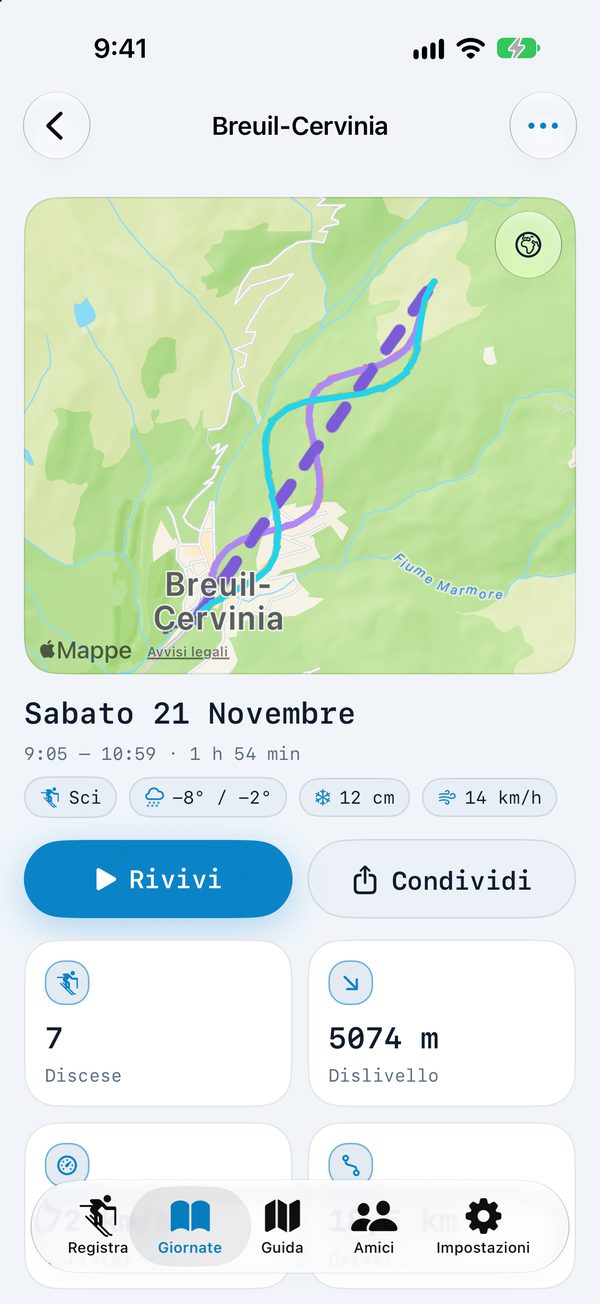 9:41
Breuil-Cervinia
Fiume Marmore
Breuil-
Cervinia
Mappe Avvisi legali
Sabato 21 Novembre
9:05 — 10:59 · 1 h 54 min
Sci
−8° / −2°
12 cm
14 km/h
Rivivi
Condividi
7
Discese
5074 m
Dislivello
Registra
Giornate
Guida
Amici
Impostazioni